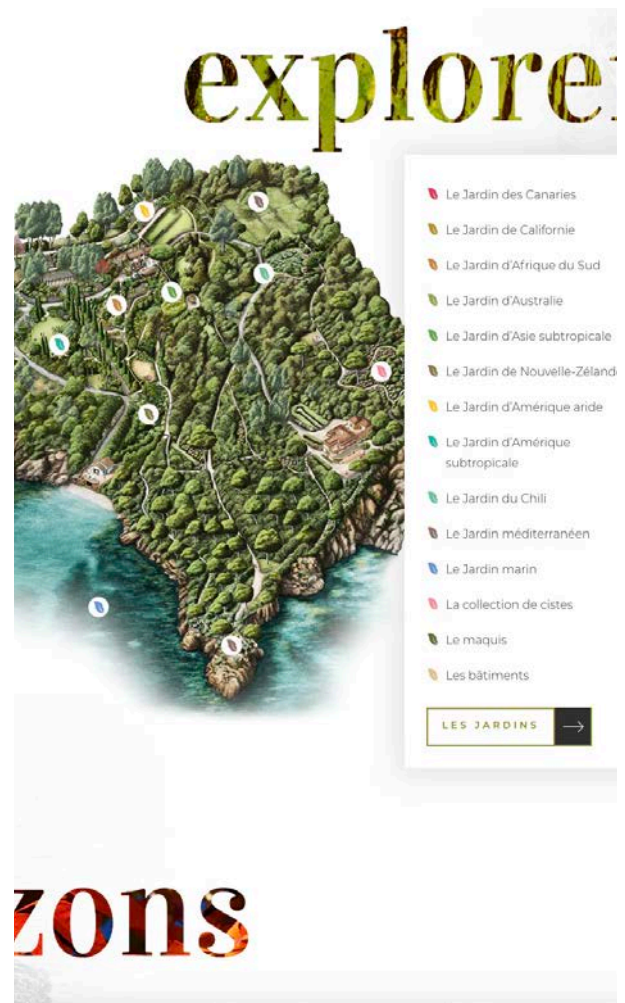 explorer
Le Jardin des Canaries
Le Jardin de Californie
Le Jardin d'Afrique du Sud
Le Jardin d'Australie
Le Jardin d'Asie subtropicale
Le Jardin de Nouvelle-Zélande
Le Jardin d'Amérique aride
Le Jardin d'Amérique
subtropicale
Le Jardin du Chili
Le Jardin méditerranéen
Le Jardin marin
La collection de cistes
Le maquis
Les bâtiments
LES JARDINS
zons